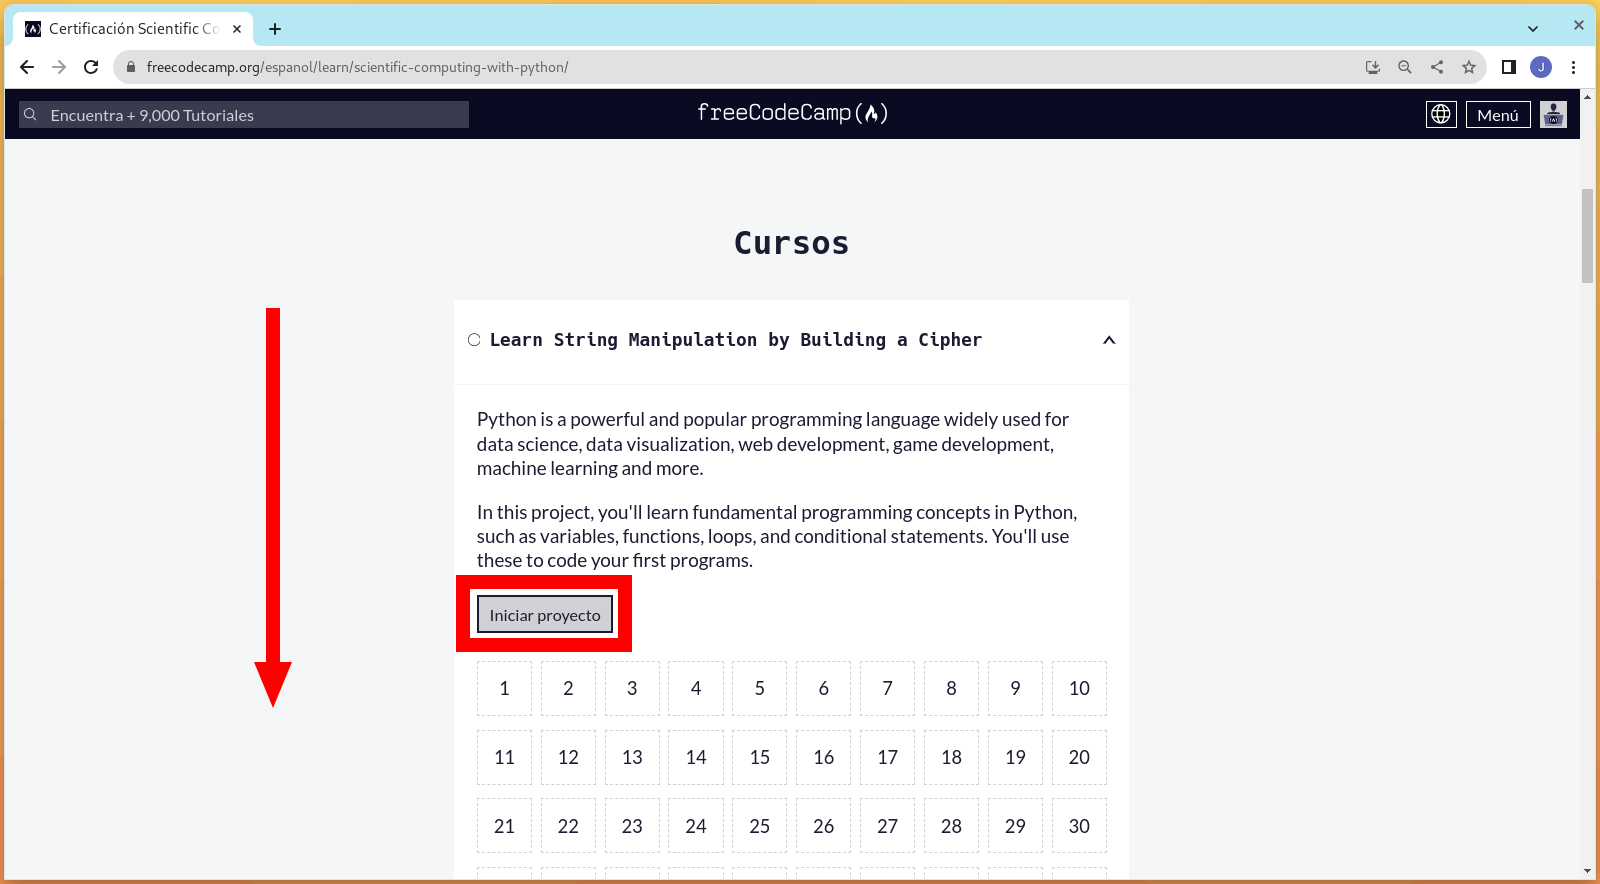 Certificación Scientific Co
freecodecamp.org/espanol/learn/scientific-computing-with-python/
J
Encuentra + 9,000 Tutoriales
freeCodeCamp
Menú
Cursos
Learn String Manipulation by Building a Cipher
Python is a powerful and popular programming language widely used for
data science, data visualization, web development, game development,
machine learning and more.
In this project, you'll learn fundamental programming concepts in Python,
such as variables, functions, loops, and conditional statements. You'll use
these to code your first programs.
Iniciar proyecto
1 2 3 4 5 6 7 8 9 10
11 12 13 14 15 16 17 18 19 20
21 22 23 24 25 26 27 28 29 30